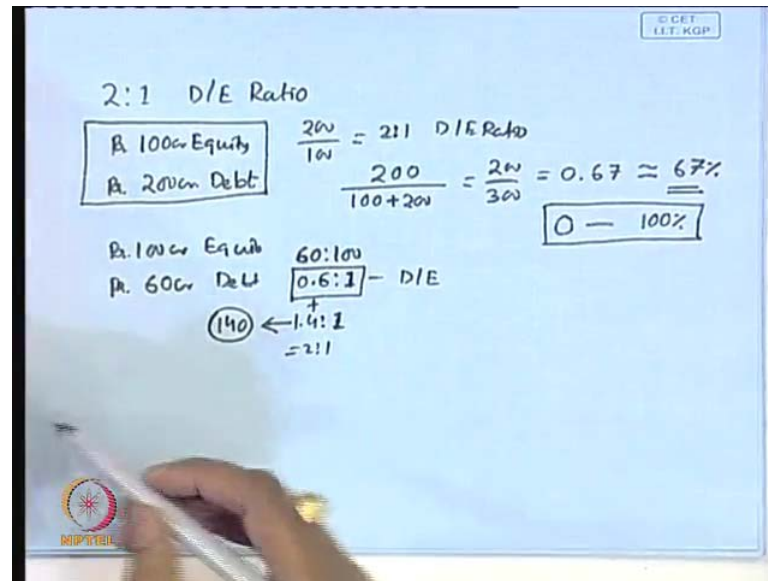 © CET
I.I.T. KGP
2:1 D/E Ratio
Rs. 100cr Equity
200/100 = 2:1 D/E Ratio
Rs. 200cr Debt
200/(100+200) = 200/300 = 0.67 ≈ 67%
0 — 100%
Rs. 100cr Equity 60:100
Rs. 60cr Debt 0.6:1 - D/E
+
140 ← 1.4:1
= 2:1
NPTEL